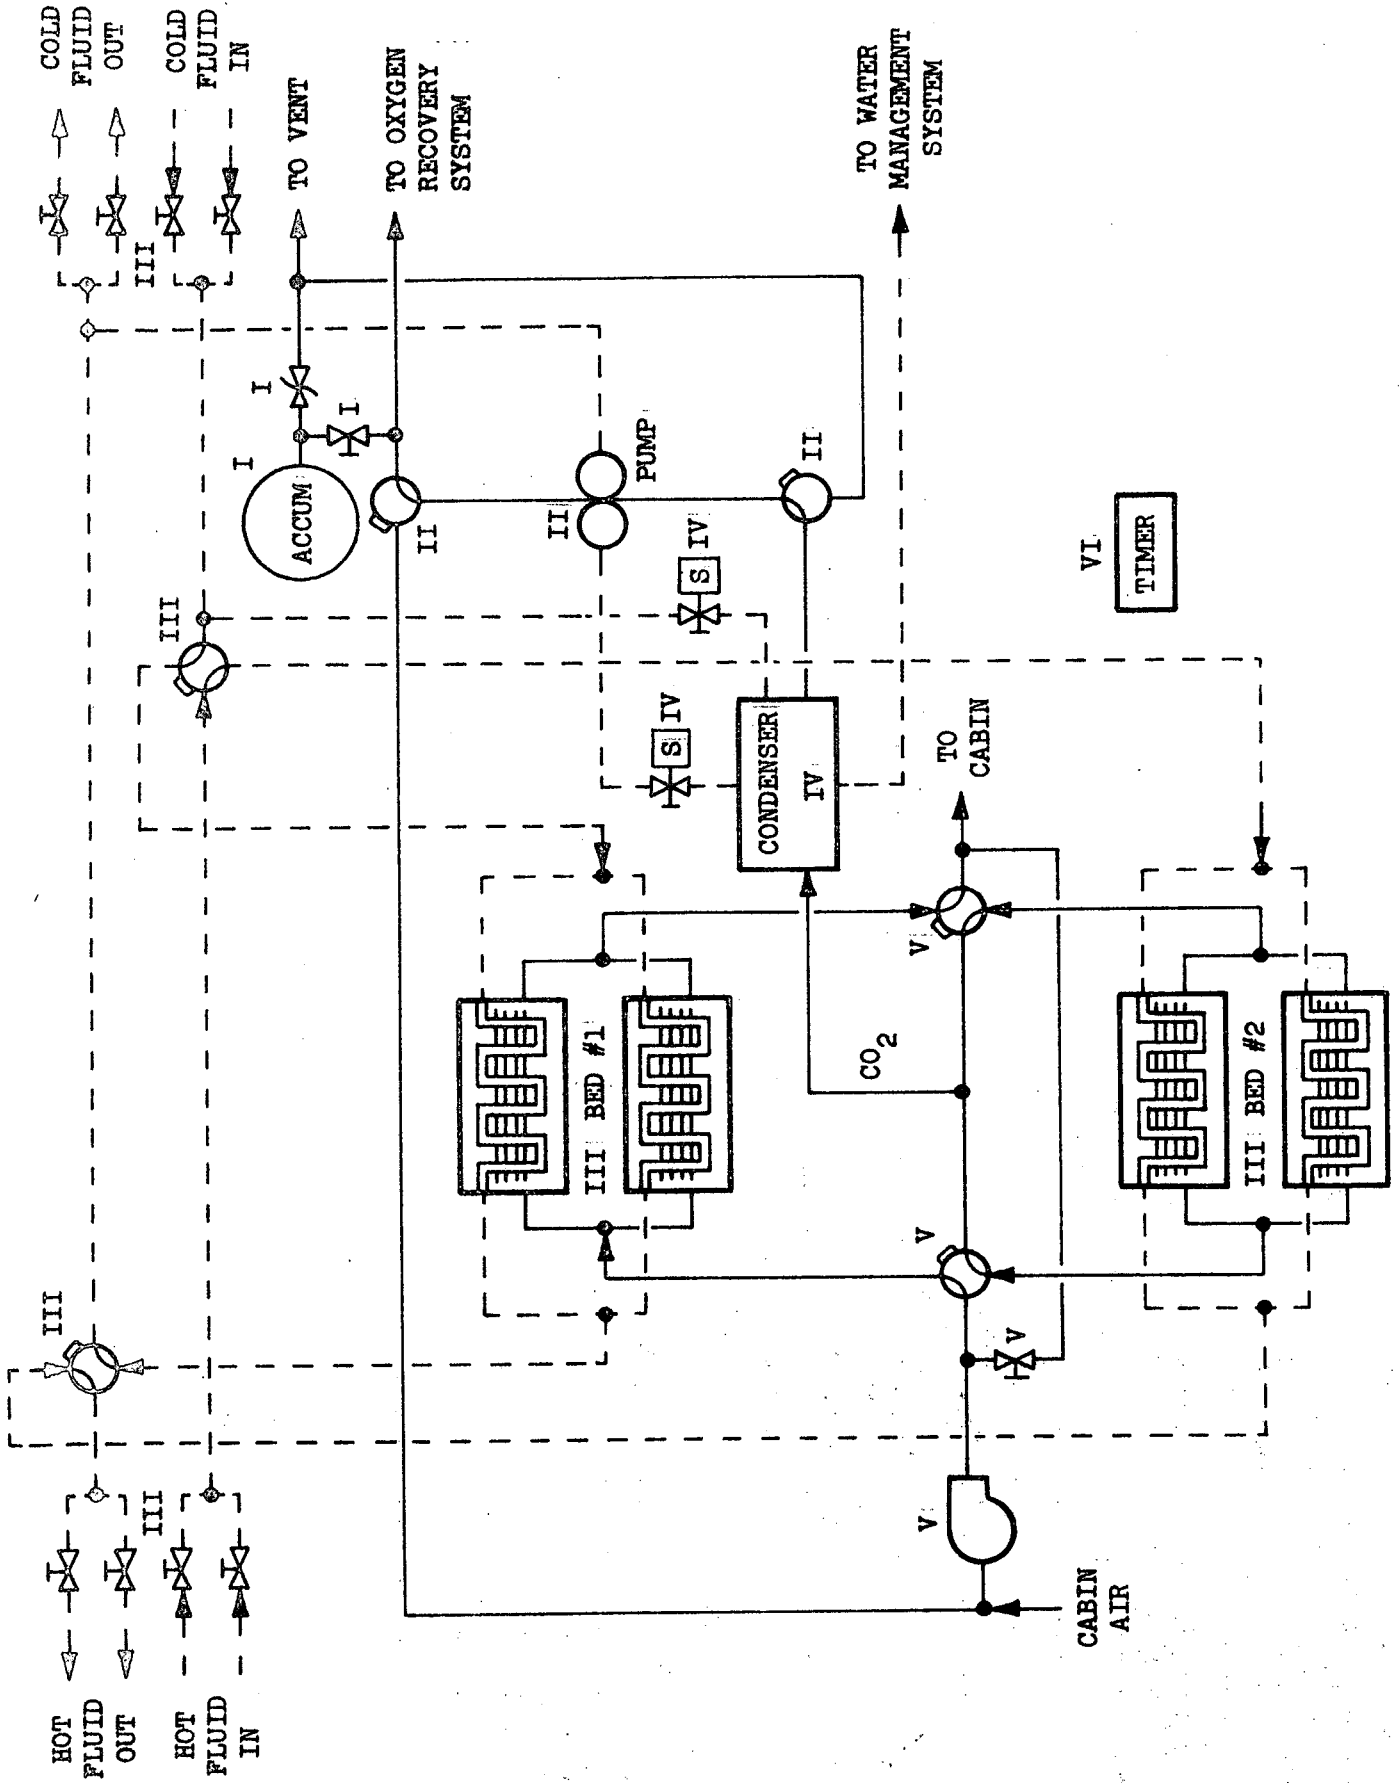 COLD
FLUID
OUT
COLD
FLUID
IN
III
TO VENT
TO OXYGEN
RECOVERY
SYSTEM
TO WATER
MANAGEMENT
SYSTEM
I
I
I
ACCUM
II
II
PUMP
II
III
S IV
S IV
CONDENSER
IV
VI
TIMER
TO
CABIN
V
CO2
III BED #1
III BED #2
V
V
V
III
III
HOT
FLUID
OUT
HOT
FLUID
IN
CABIN
AIR